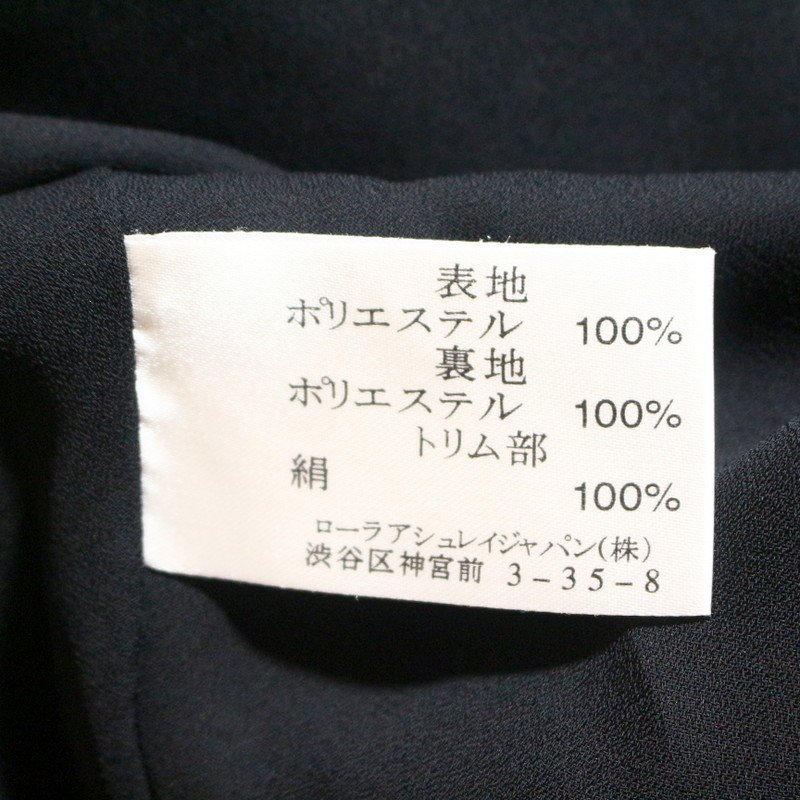 表地
ポリエステル 100%
裏地
ポリエステル 100%
トリム部
絹 100%
ローラアシュレイジャパン(株)
渋谷区神宮前 3-35-8